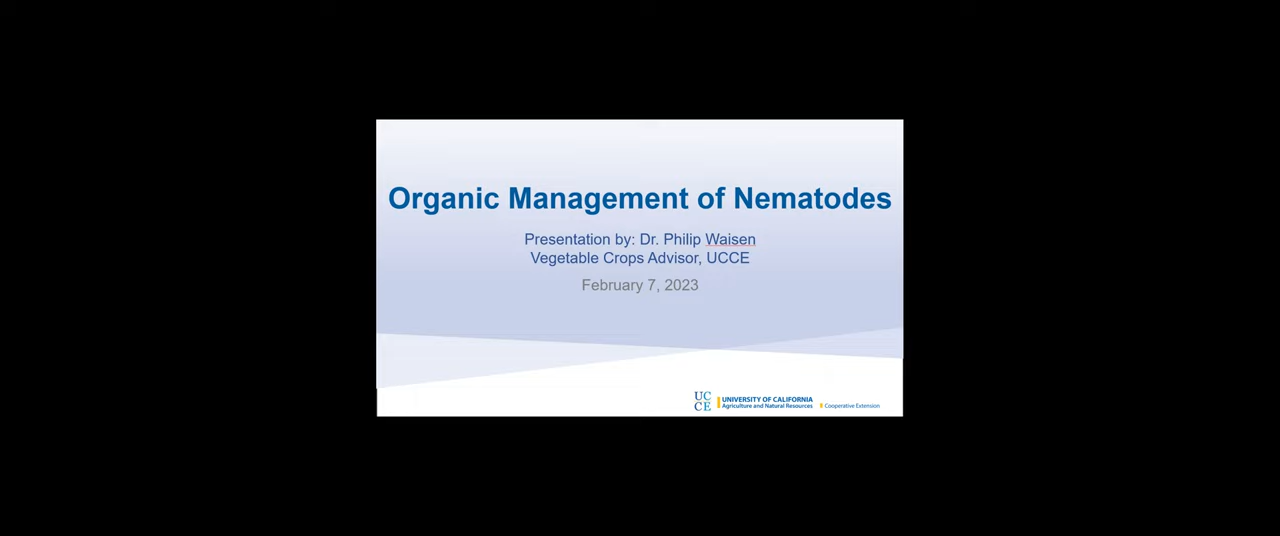 Organic Management of Nematodes
Presentation by: Dr. Philip Waisen
Vegetable Crops Advisor, UCCE
February 7, 2023
UC
CE
UNIVERSITY OF CALIFORNIA
Agriculture and Natural Resources
Cooperative Extension